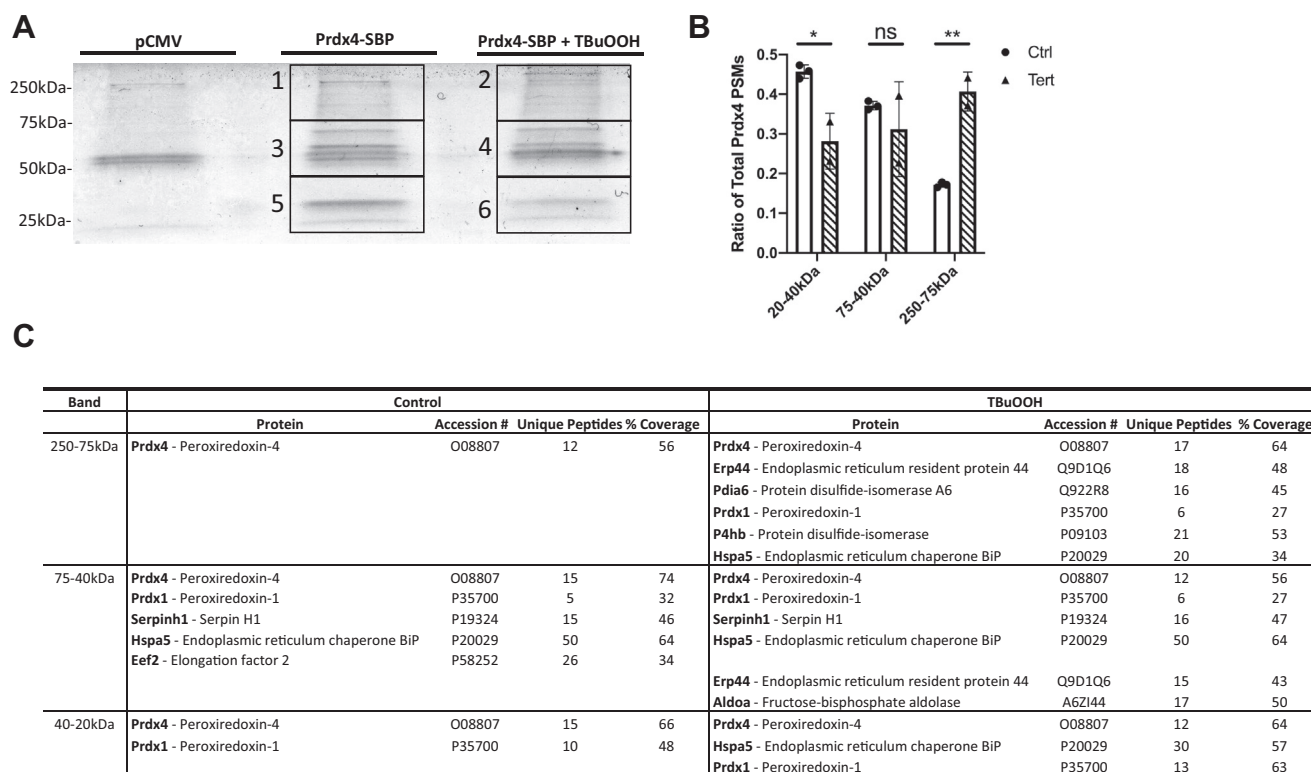 A
pCMV
Prdx4-SBP
Prdx4-SBP + TBuOOH
250kDa-
75kDa-
50kDa-
25kDa-
1
2
3
4
5
6
B
* ns **
Ctrl
Tert
Ratio of Total Prdx4 PSMs
0.5
0.4
0.3
0.2
0.1
0.0
20-40kDa
75-40kDa
250-75kDa
C
Band Control TBuOOH
Protein Accession # Unique Peptides % Coverage Protein Accession # Unique Peptides % Coverage
250-75kDa Prdx4 - Peroxiredoxin-4 O08807 12 56 Prdx4 - Peroxiredoxin-4 O08807 17 64
Erp44 - Endoplasmic reticulum resident protein 44 Q9D1Q6 18 48
Pdia6 - Protein disulfide-isomerase A6 Q922R8 16 45
Prdx1 - Peroxiredoxin-1 P35700 6 27
P4hb - Protein disulfide-isomerase P09103 21 53
Hspa5 - Endoplasmic reticulum chaperone BiP P20029 20 34
75-40kDa Prdx4 - Peroxiredoxin-4 O08807 15 74 Prdx4 - Peroxiredoxin-4 O08807 12 56
Prdx1 - Peroxiredoxin-1 P35700 5 32 Prdx1 - Peroxiredoxin-1 P35700 6 27
Serpinh1 - Serpin H1 P19324 15 46 Serpinh1 - Serpin H1 P19324 16 47
Hspa5 - Endoplasmic reticulum chaperone BiP P20029 50 64 Hspa5 - Endoplasmic reticulum chaperone BiP P20029 50 64
Eef2 - Elongation factor 2 P58252 26 34
Erp44 - Endoplasmic reticulum resident protein 44 Q9D1Q6 15 43
Aldoa - Fructose-bisphosphate aldolase A6ZI44 17 50
40-20kDa Prdx4 - Peroxiredoxin-4 O08807 15 66 Prdx4 - Peroxiredoxin-4 O08807 12 64
Prdx1 - Peroxiredoxin-1 P35700 10 48 Hspa5 - Endoplasmic reticulum chaperone BiP P20029 30 57
Prdx1 - Peroxiredoxin-1 P35700 13 63